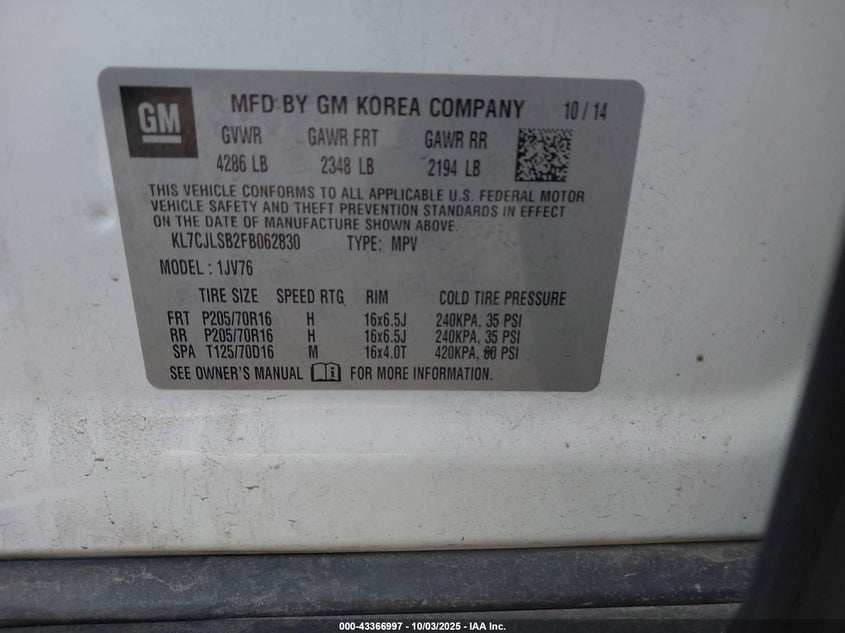 GM MFD BY GM KOREA COMPANY 10 / 14
GVWR GAWR FRT GAWR RR
4286 LB 2348 LB 2194 LB
THIS VEHICLE CONFORMS TO ALL APPLICABLE U.S. FEDERAL MOTOR
VEHICLE SAFETY AND THEFT PREVENTION STANDARDS IN EFFECT
ON THE DATE OF MANUFACTURE SHOWN ABOVE.
KL7CJLSB2FB062830 TYPE: MPV
MODEL : 1JV76
TIRE SIZE SPEED RTG RIM COLD TIRE PRESSURE
FRT P205/70R16 H 16x6.5J 240KPA, 35 PSI
RR P205/70R16 H 16x6.5J 240KPA, 35 PSI
SPA T125/70D16 M 16x4.0T 420KPA, 60 PSI
SEE OWNER'S MANUAL FOR MORE INFORMATION.
000-43366997 - 10/03/2025 - IAA Inc.